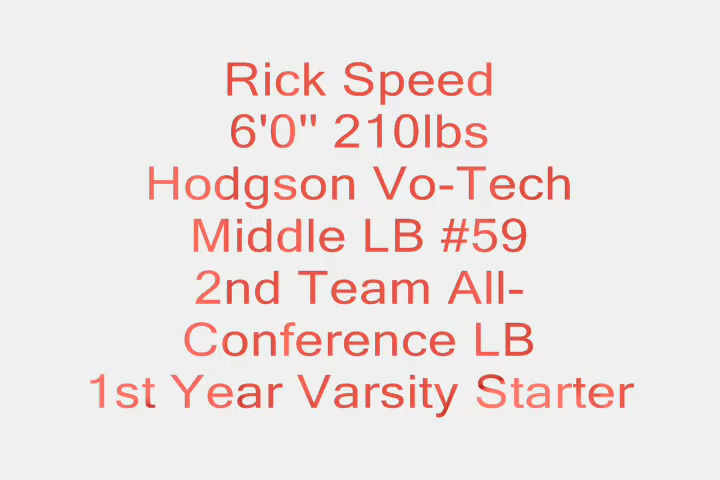 Rick Speed
6'0" 210lbs
Hodgson Vo-Tech
Middle LB #59
2nd Team All-
Conference LB
1st Year Varsity Starter